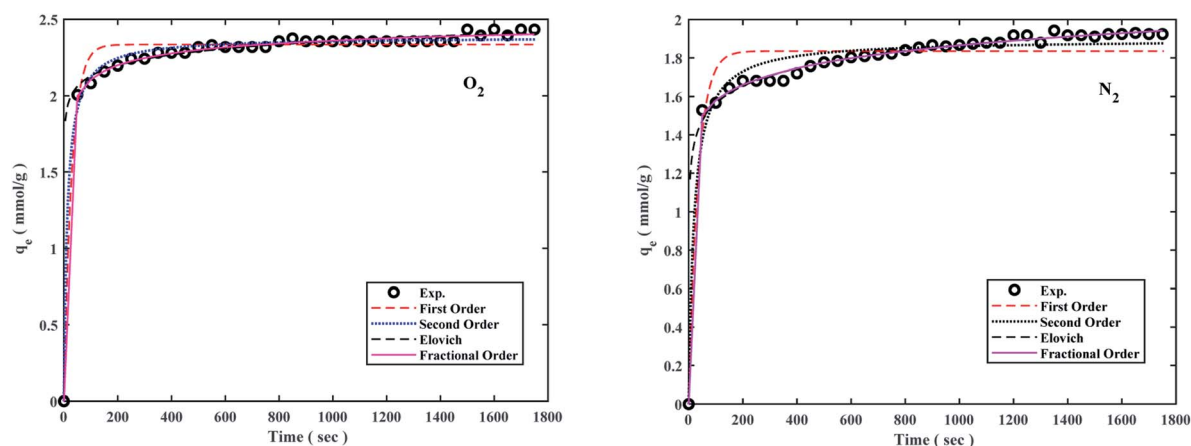 2.5
2
1.5
1
0.5
0
q_e ( mmol/g )
O2
Exp.
First Order
Second Order
Elovich
Fractional Order
0 200 400 600 800 1000 1200 1400 1600 1800
Time ( sec )
2
1.8
1.6
1.4
1.2
1
0.8
0.6
0.4
0.2
0
q_e ( mmol/g )
N2
Exp.
First Order
Second Order
Elovich
Fractional Order
0 200 400 600 800 1000 1200 1400 1600 1800
Time ( sec )